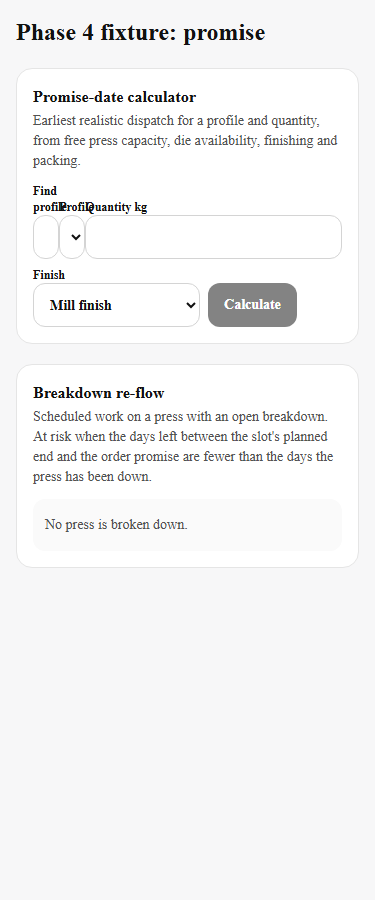 Phase 4 fixture: promise
Promise-date calculator
Earliest realistic dispatch for a profile and quantity,
from free press capacity, die availability, finishing and
packing.
Find
profile Profile Quantity kg
Finish
Mill finish Calculate
Breakdown re-flow
Scheduled work on a press with an open breakdown.
At risk when the days left between the slot's planned
end and the order promise are fewer than the days the
press has been down.
No press is broken down.